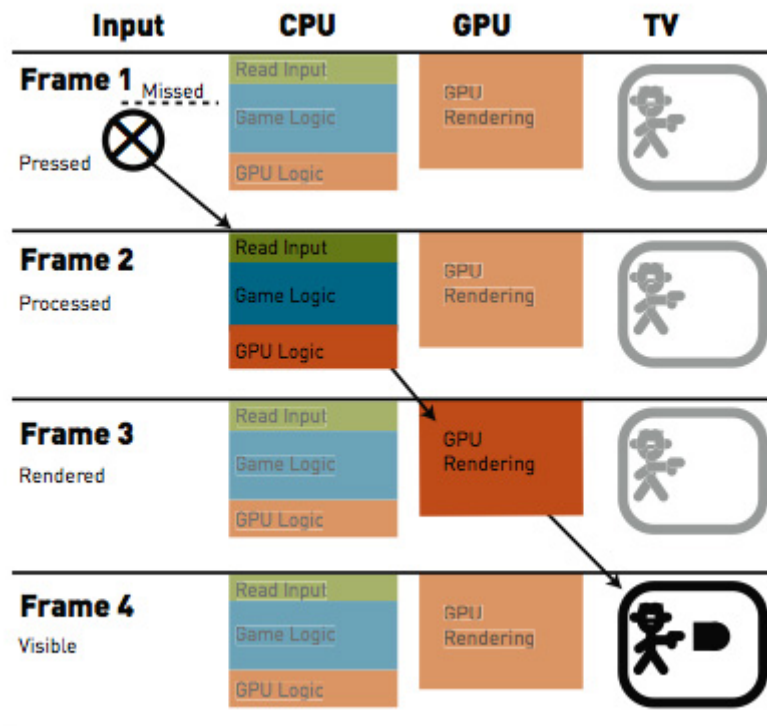 Input CPU GPU TV
Frame 1
Missed
Pressed
Read Input
Game Logic
GPU Logic
GPU
Rendering
Frame 2
Processed
Read Input
Game Logic
GPU Logic
GPU
Rendering
Frame 3
Rendered
Read Input
Game Logic
GPU Logic
GPU
Rendering
Frame 4
Visible
Read Input
Game Logic
GPU Logic
GPU
Rendering